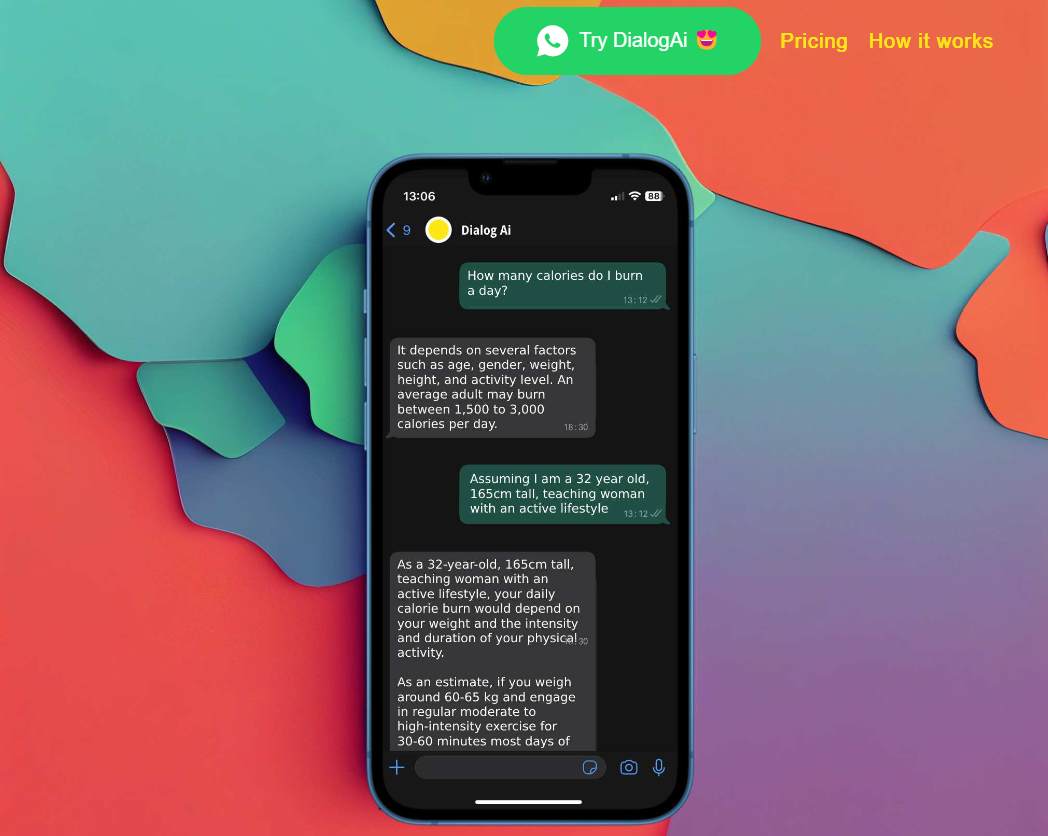 Try DialogAi 😍
Pricing
How it works
13:06
88
9
Dialog Ai
How many calories do I burn
a day?
13:12
It depends on several factors
such as age, gender, weight,
height, and activity level. An
average adult may burn
between 1,500 to 3,000
calories per day.
18:30
Assuming I am a 32 year old,
165cm tall, teaching woman
with an active lifestyle
13:12
As a 32-year-old, 165cm tall,
teaching woman with an
active lifestyle, your daily
calorie burn would depend on
your weight and the intensity
and duration of your physical
activity.
As an estimate, if you weigh
around 60-65 kg and engage
in regular moderate to
high-intensity exercise for
30-60 minutes most days of